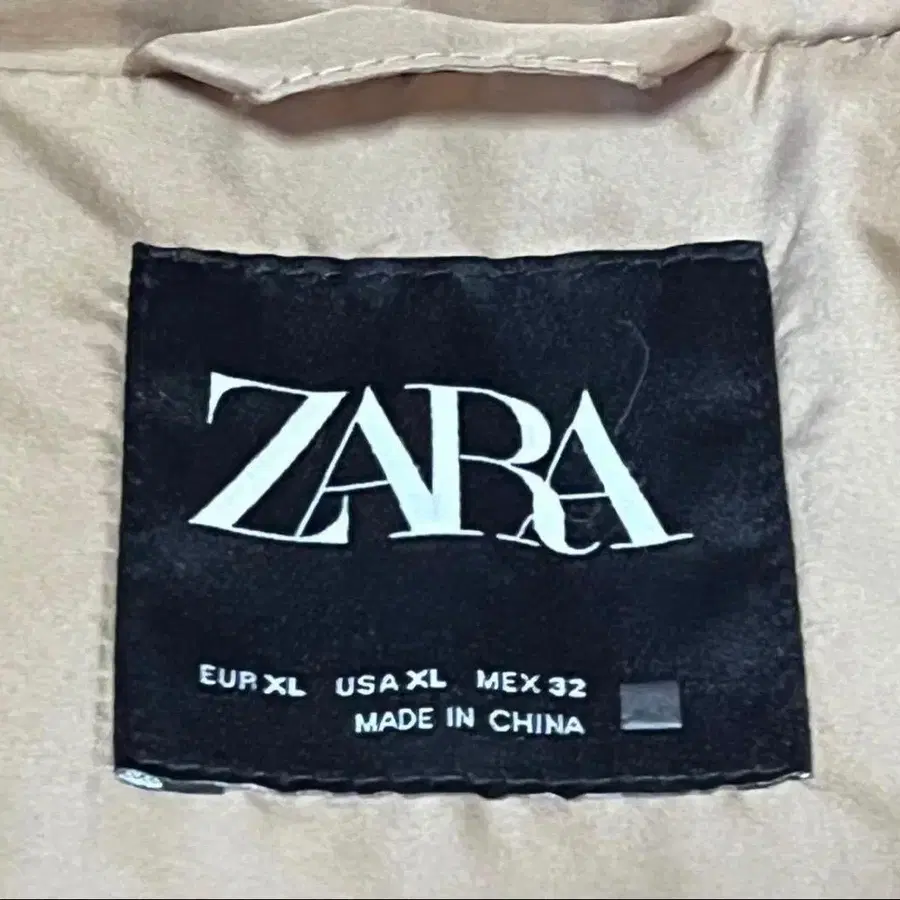 ZARA
EUR XL USA XL MEX 32
MADE IN CHINA